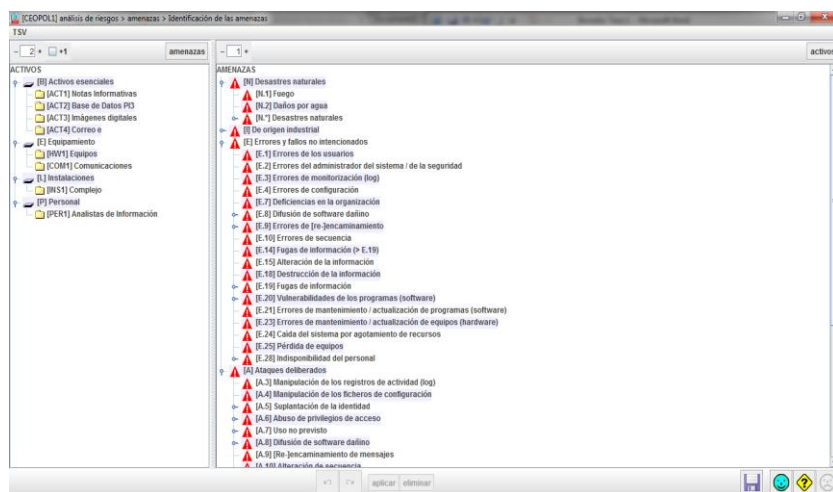 [CEOPOL1] análisis de riesgos > amenazas > Identificación de las amenazas
TSV
- 2 + +1 amenazas
- 1 + activos
ACTIVOS
[B] Activos esenciales
[ACT1] Notas Informativas
[ACT2] Base de Datos PI3
[ACT3] Imágenes digitales
[ACT4] Correo e
[E] Equipamiento
[HW1] Equipos
[COM1] Comunicaciones
[L] Instalaciones
[INS1] Complejo
[P] Personal
[PER1] Analistas de Información
AMENAZAS
[N] Desastres naturales
[N.1] Fuego
[N.2] Daños por agua
[N.*] Desastres naturales
[I] De origen industrial
[E] Errores y fallos no intencionados
[E.1] Errores de los usuarios
[E.2] Errores del administrador del sistema / de la seguridad
[E.3] Errores de monitorización (log)
[E.4] Errores de configuración
[E.7] Deficiencias en la organización
[E.8] Difusión de software dañino
[E.9] Errores de [re-]encaminamiento
[E.10] Errores de secuencia
[E.14] Fugas de información (> E.19)
[E.15] Alteración de la información
[E.18] Destrucción de la información
[E.19] Fugas de información
[E.20] Vulnerabilidades de los programas (software)
[E.21] Errores de mantenimiento / actualización de programas (software)
[E.23] Errores de mantenimiento / actualización de equipos (hardware)
[E.24] Caída del sistema por agotamiento de recursos
[E.25] Pérdida de equipos
[E.28] Indisponibilidad del personal
[A] Ataques deliberados
[A.3] Manipulación de los registros de actividad (log)
[A.4] Manipulación de los ficheros de configuración
[A.5] Suplantación de la identidad
[A.6] Abuso de privilegios de acceso
[A.7] Uso no previsto
[A.8] Difusión de software dañino
[A.9] [Re-]encaminamiento de mensajes
[A.10] Alteración de secuencia
aplicar eliminar